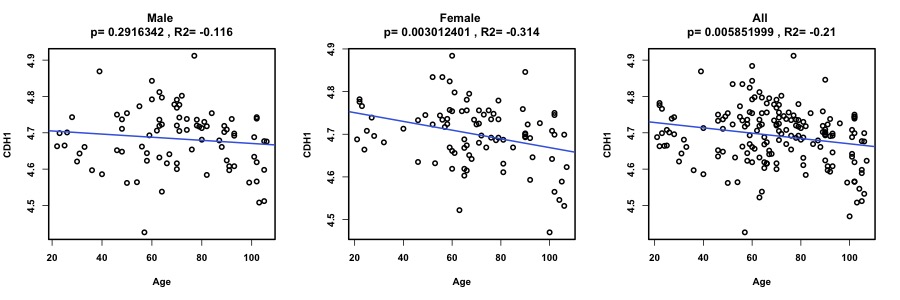 Male
p= 0.2916342 , R2= -0.116
CDH1
4.9
4.8
4.7
4.6
4.5
20 40 60 80 100
Age
Female
p= 0.003012401 , R2= -0.314
CDH1
4.9
4.8
4.7
4.6
4.5
20 40 60 80 100
Age
All
p= 0.005851999 , R2= -0.21
CDH1
4.9
4.8
4.7
4.6
4.5
20 40 60 80 100
Age